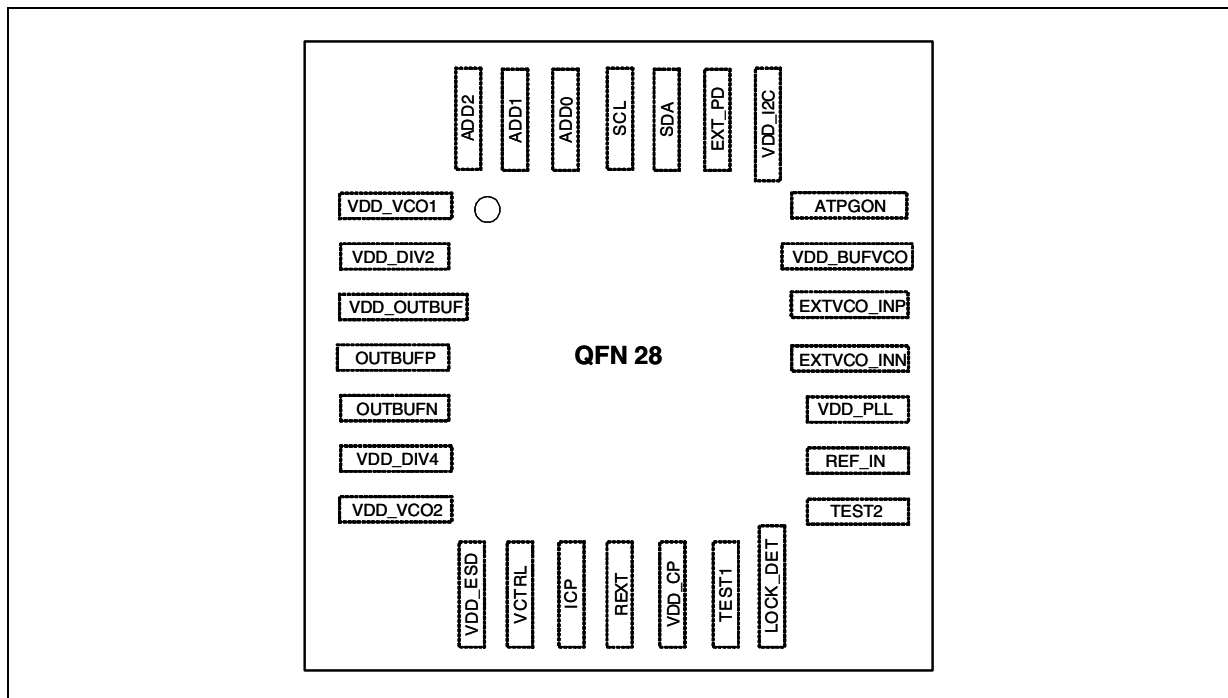 ADD2
ADD1
ADD0
SCL
SDA
EXT_PD
VDD_I2C
VDD_VCO1
VDD_DIV2
VDD_OUTBUF
OUTBUFP
OUTBUFN
VDD_DIV4
VDD_VCO2
QFN 28
ATPGON
VDD_BUFVCO
EXTVCO_INP
EXTVCO_INN
VDD_PLL
REF_IN
TEST2
VDD_ESD
VCTRL
ICP
REXT
VDD_CP
TEST1
LOCK_DET